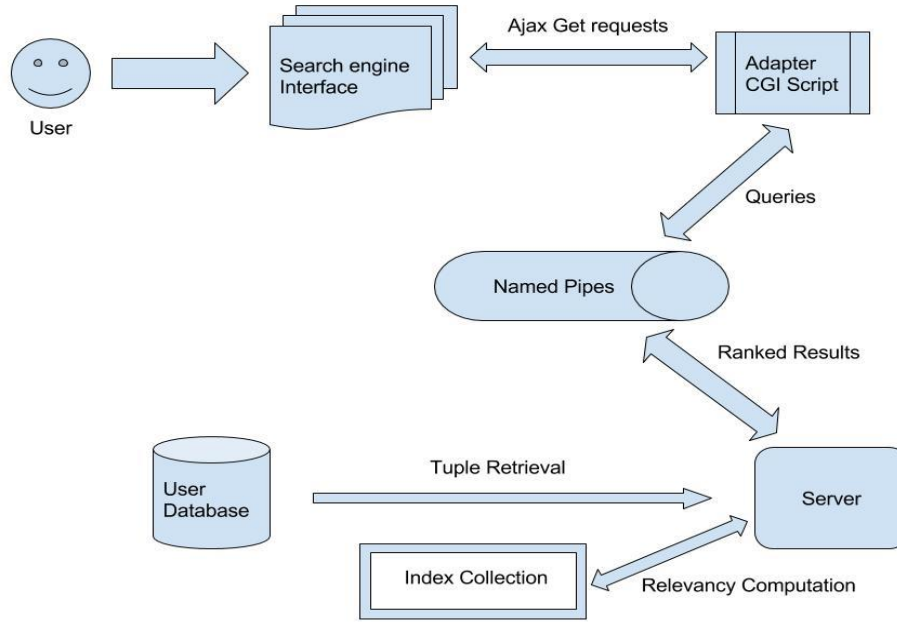 Ajax Get requests
Search engine
Interface
Adapter
CGI Script
User
Queries
Named Pipes
Ranked Results
Tuple Retrieval
User
Database
Server
Index Collection
Relevancy Computation